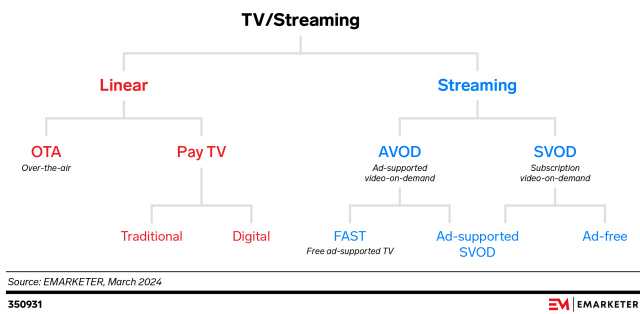 TV/Streaming
Linear
Streaming
OTA
Over-the-air
Pay TV
AVOD
Ad-supported
video-on-demand
SVOD
Subscription
video-on-demand
Traditional
Digital
FAST
Free ad-supported TV
Ad-supported
SVOD
Ad-free
Source: EMARKETER, March 2024
350931
EM EMARKETER